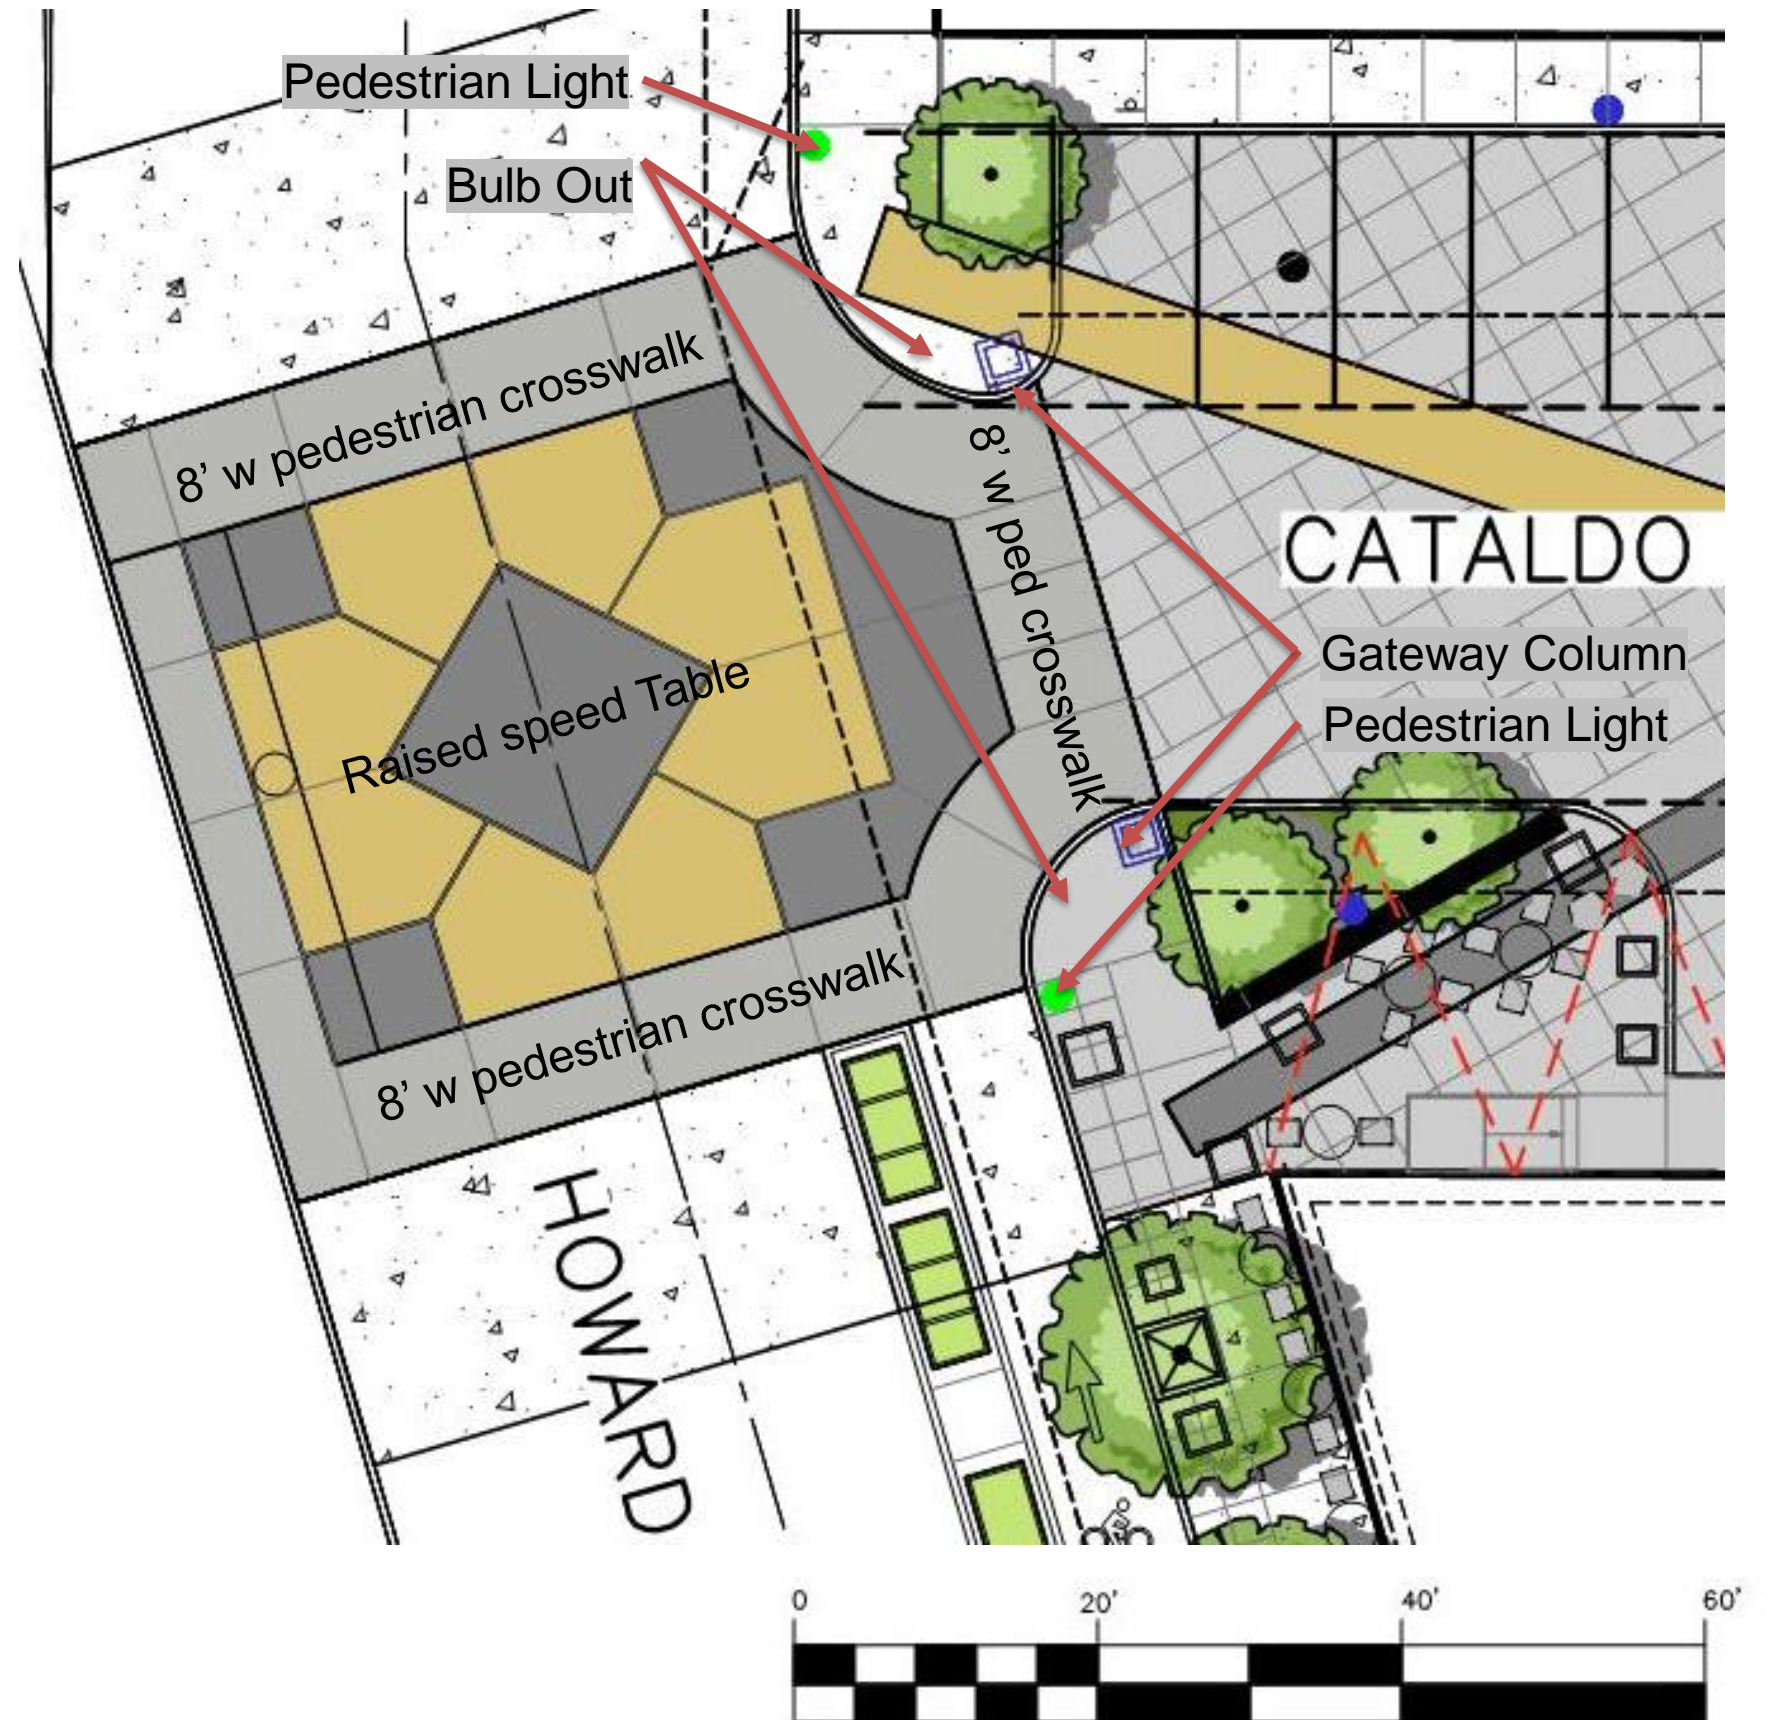 Pedestrian Light
Bulb Out
8’ w pedestrian crosswalk
8’ w ped crosswalk
CATALDO
Gateway Column
Pedestrian Light
Raised speed Table
8’ w pedestrian crosswalk
HOWARD
0 20' 40' 60'